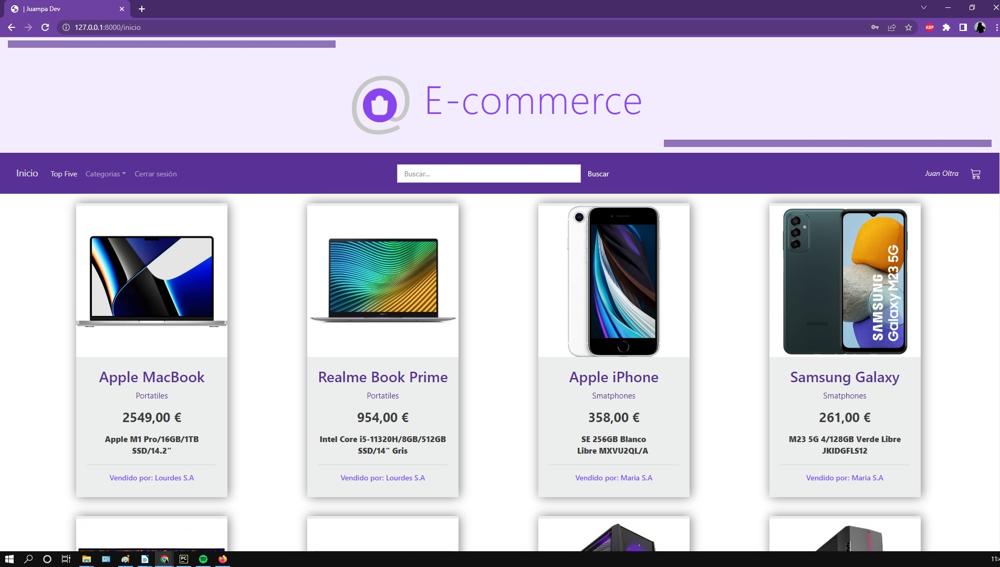 | Juampa Dev
127.0.0.1:8000/inicio
ABP
E-commerce
Inicio Top Five Categorias Cerrar sesión Buscar... Buscar Juan Oltra
SAMSUNG
Galaxy M23 5G
SAMSUNG
Apple MacBook
Portatiles
2549,00 €
Apple M1 Pro/16GB/1TB
SSD/14.2"
Vendido por: Lourdes S.A
Realme Book Prime
Portatiles
954,00 €
Intel Core i5-11320H/8GB/512GB
SSD/14" Gris
Vendido por: Lourdes S.A
Apple iPhone
Smatphones
358,00 €
SE 256GB Blanco
Libre MXVU2QL/A
Vendido por: Maria S.A
Samsung Galaxy
Smatphones
261,00 €
M23 5G 4/128GB Verde Libre
JKIDGFLS12
Vendido por: Maria S.A
PC